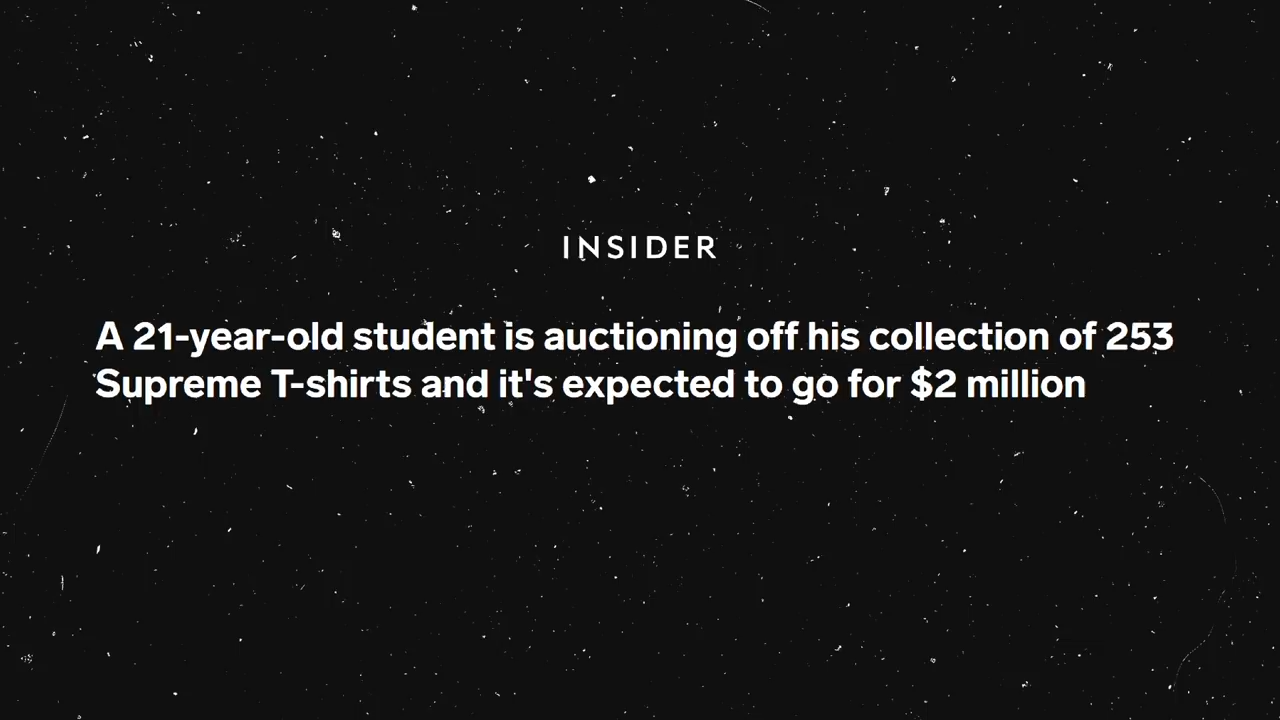 INSIDER
A 21-year-old student is auctioning off his collection of 253
Supreme T-shirts and it's expected to go for $2 million